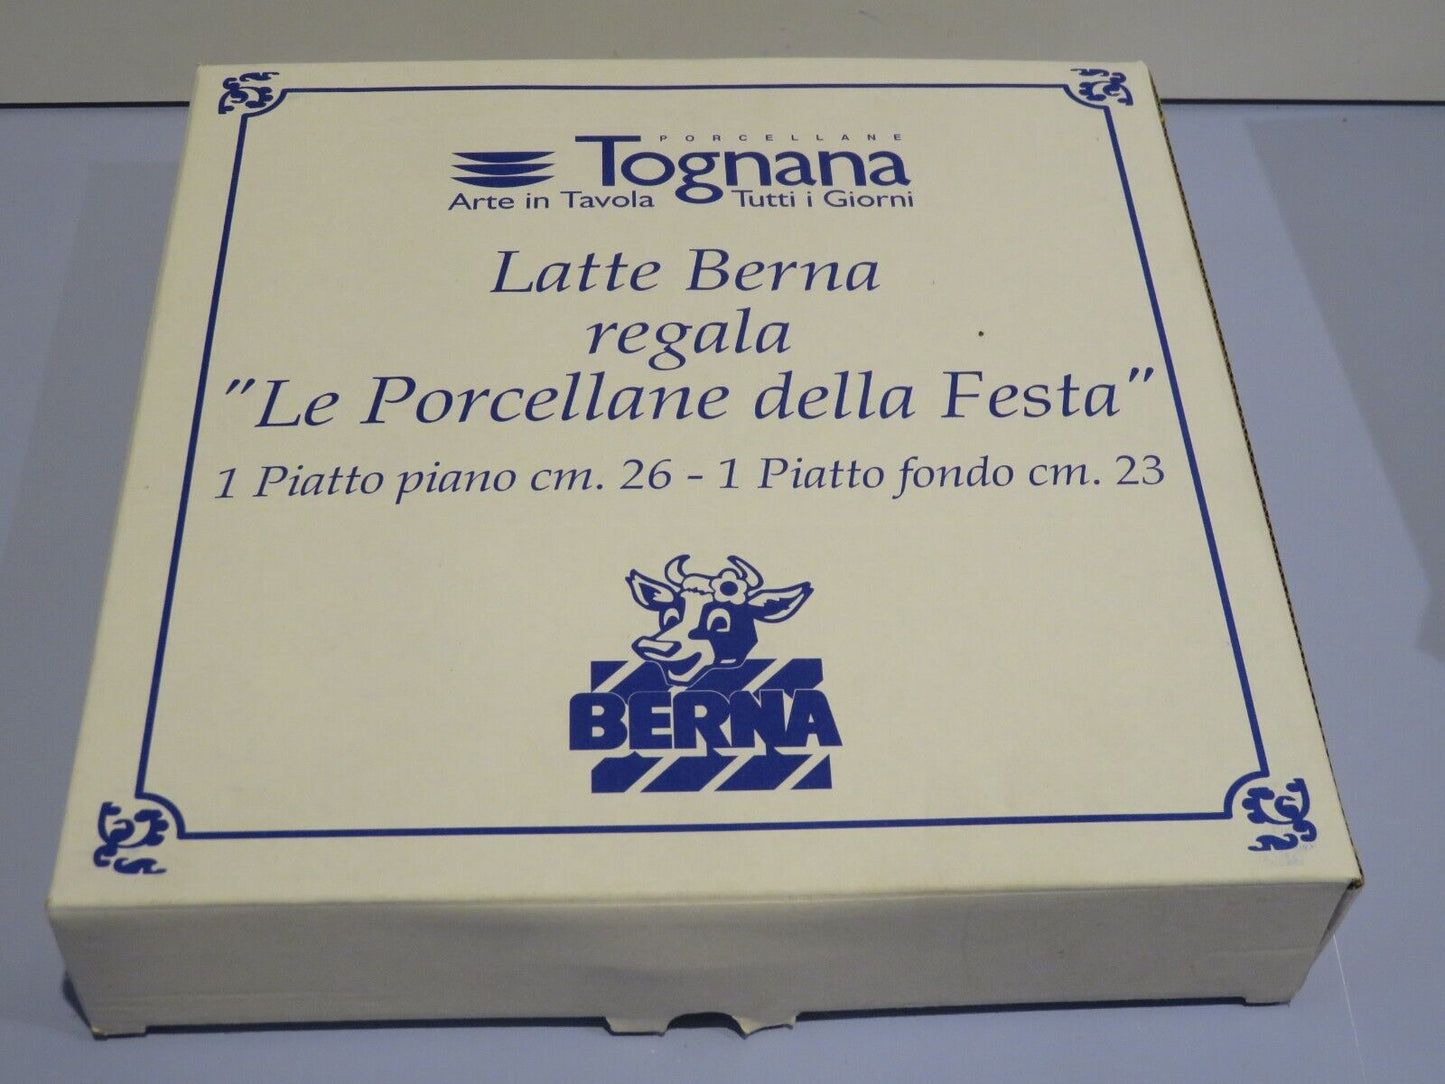 PORCELLANE
Tognana
Arte in Tavola Tutti i Giorni
Latte Berna
regala
"Le Porcellane della Festa"
1 Piatto piano cm. 26 - 1 Piatto fondo cm. 23
BERNA